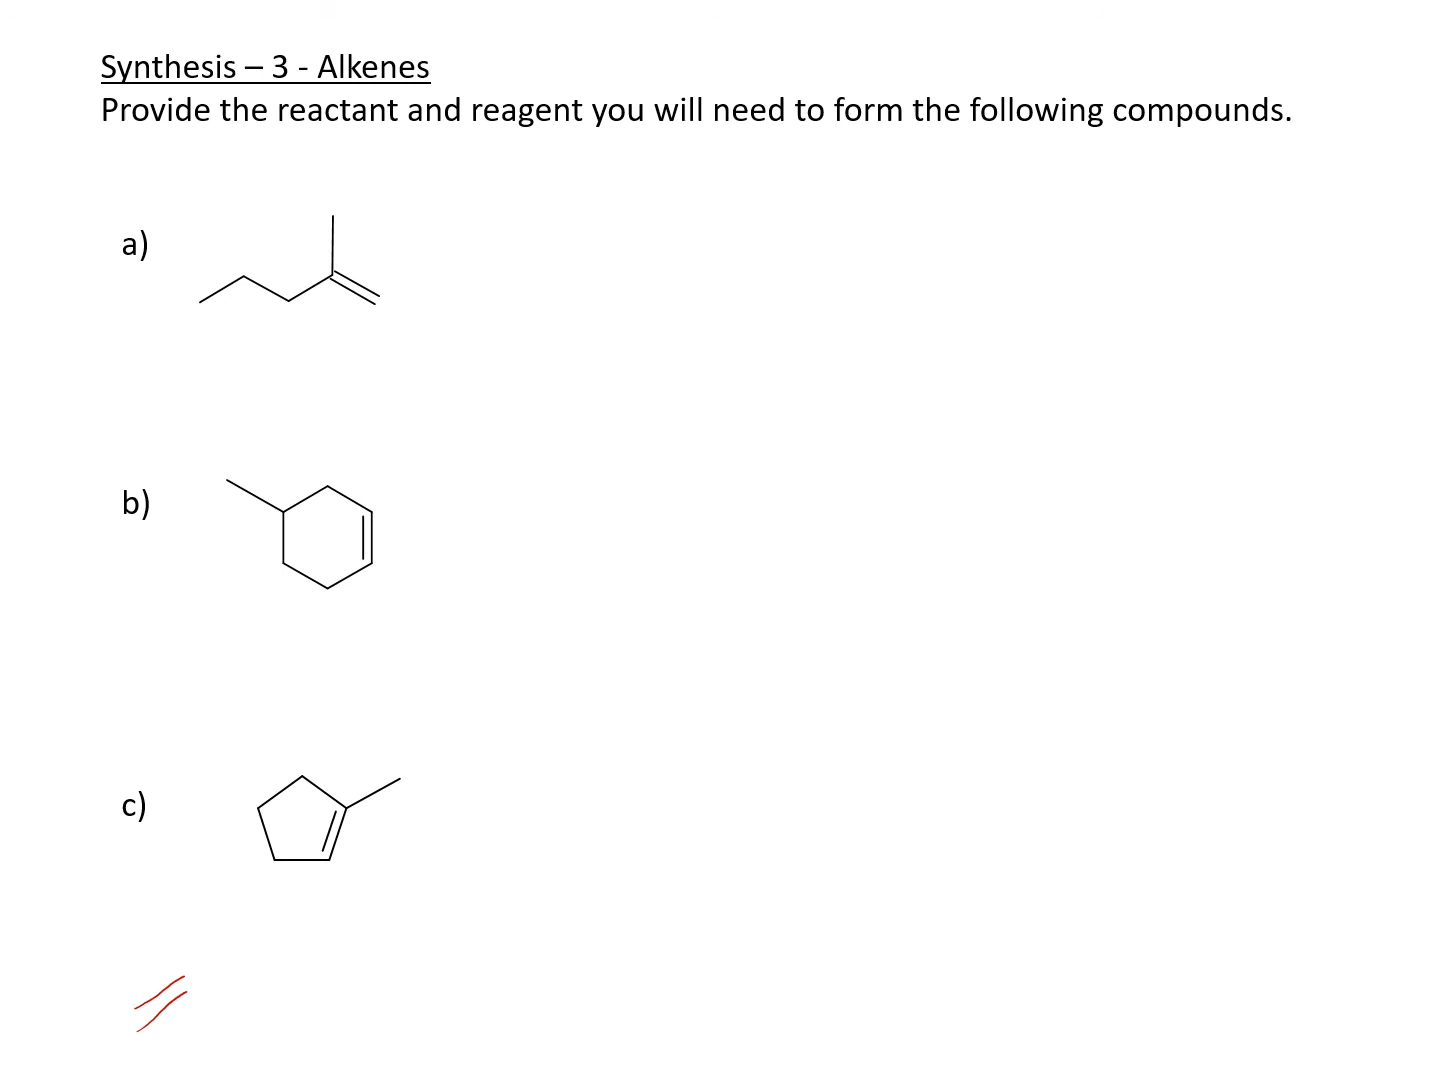 Synthesis – 3 - Alkenes
Provide the reactant and reagent you will need to form the following compounds.
a)
b)
c)